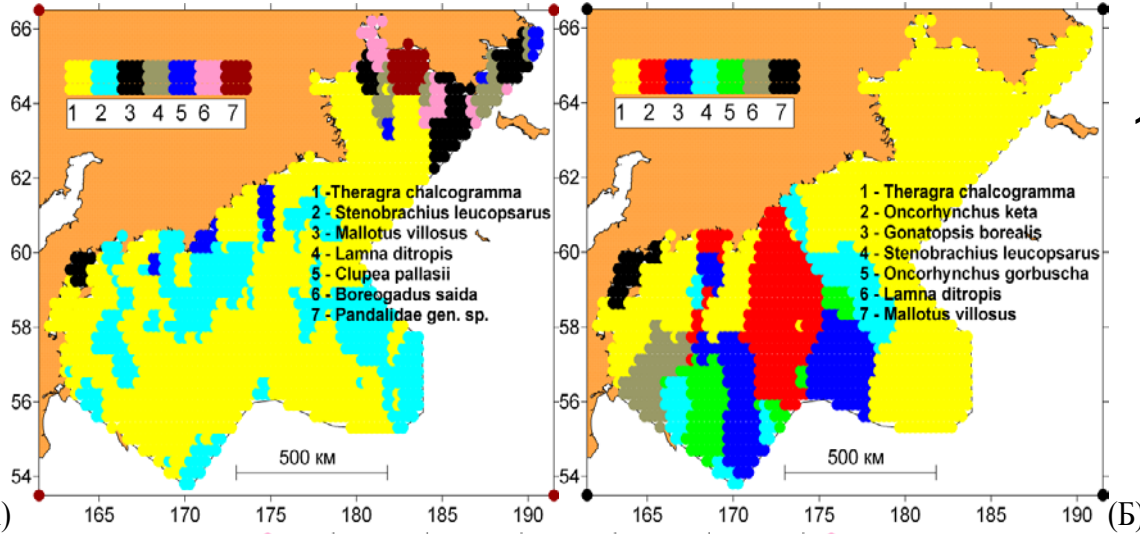 66
64
62
60
58
56
54
1 2 3 4 5 6 7
1 -Theragra chalcogramma
2 - Stenobrachius leucopsarus
3 - Mallotus villosus
4 - Lamna ditropis
5 - Clupea pallasii
6 - Boreogadus saida
7 - Pandalidae gen. sp.
500 км
165 170 175 180 185 190
)
66
64
62
60
58
56
54
1 2 3 4 5 6 7
1 - Theragra chalcogramma
2 - Oncorhynchus keta
3 - Gonatopsis borealis
4 - Stenobrachius leucopsarus
5 - Oncorhynchus gorbuscha
6 - Lamna ditropis
7 - Mallotus villosus
500 км
165 170 175 180 185 190
(Б)